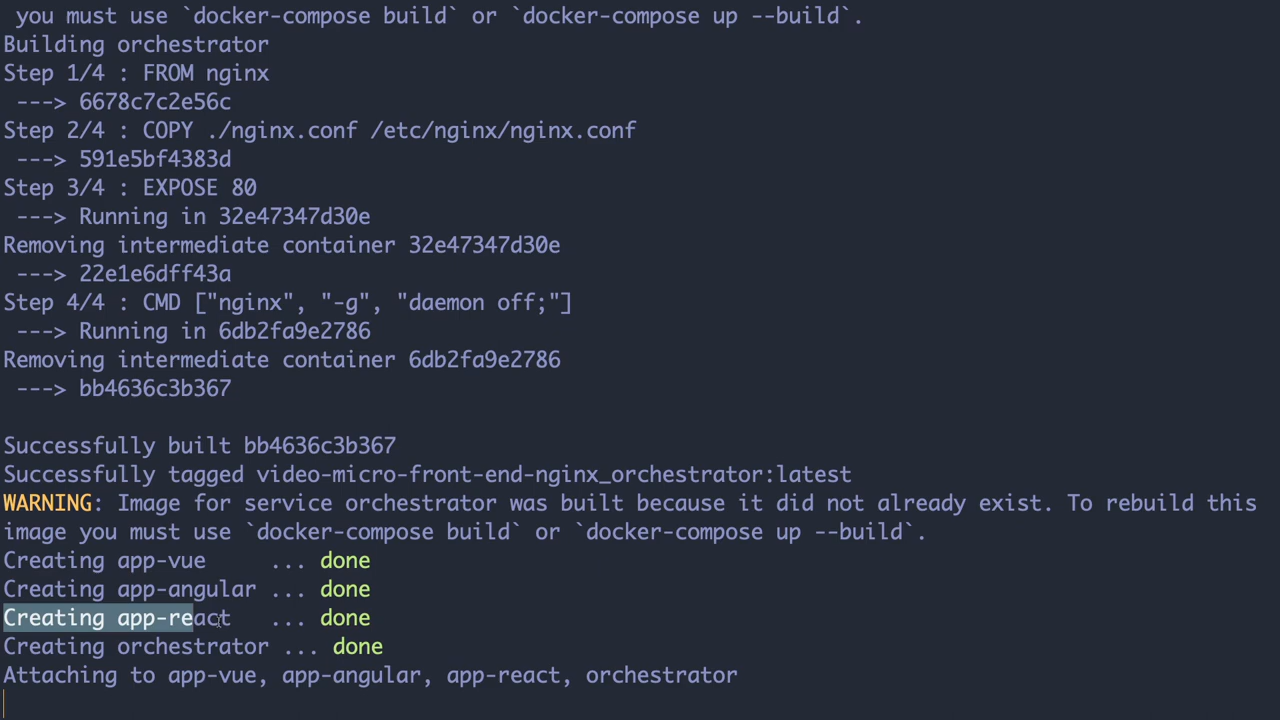 you must use `docker-compose build` or `docker-compose up --build`.
Building orchestrator
Step 1/4 : FROM nginx
 ---> 6678c7c2e56c
Step 2/4 : COPY ./nginx.conf /etc/nginx/nginx.conf
 ---> 591e5bf4383d
Step 3/4 : EXPOSE 80
 ---> Running in 32e47347d30e
Removing intermediate container 32e47347d30e
 ---> 22e1e6dff43a
Step 4/4 : CMD ["nginx", "-g", "daemon off;"]
 ---> Running in 6db2fa9e2786
Removing intermediate container 6db2fa9e2786
 ---> bb4636c3b367
Successfully built bb4636c3b367
Successfully tagged video-micro-front-end-nginx_orchestrator:latest
WARNING: Image for service orchestrator was built because it did not already exist. To rebuild this
image you must use `docker-compose build` or `docker-compose up --build`.
Creating app-vue     ... done
Creating app-angular ... done
Creating app-react   ... done
Creating orchestrator ... done
Attaching to app-vue, app-angular, app-react, orchestrator